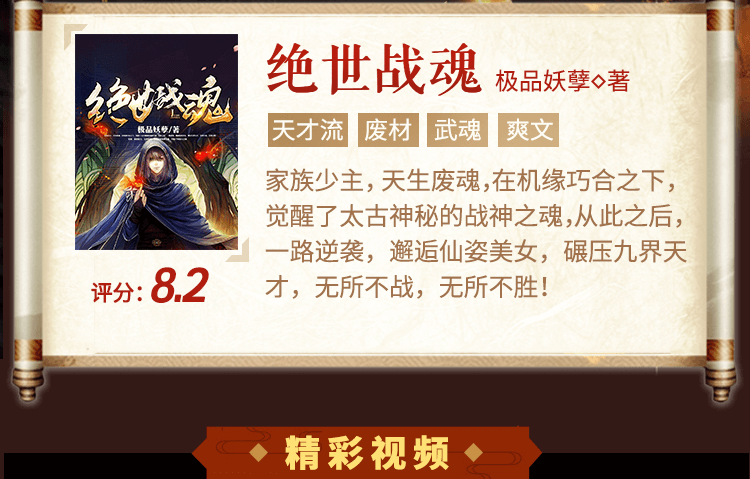 绝世战魂 极品妖孽◇著
绝世战魂
极品妖孽/著
天才流 废材 武魂 爽文
家族少主，天生废魂，在机缘巧合之下，
觉醒了太古神秘的战神之魂，从此之后，
一路逆袭，邂逅仙姿美女，碾压九界天
才，无所不战，无所不胜！
评分：8.2
精彩视频